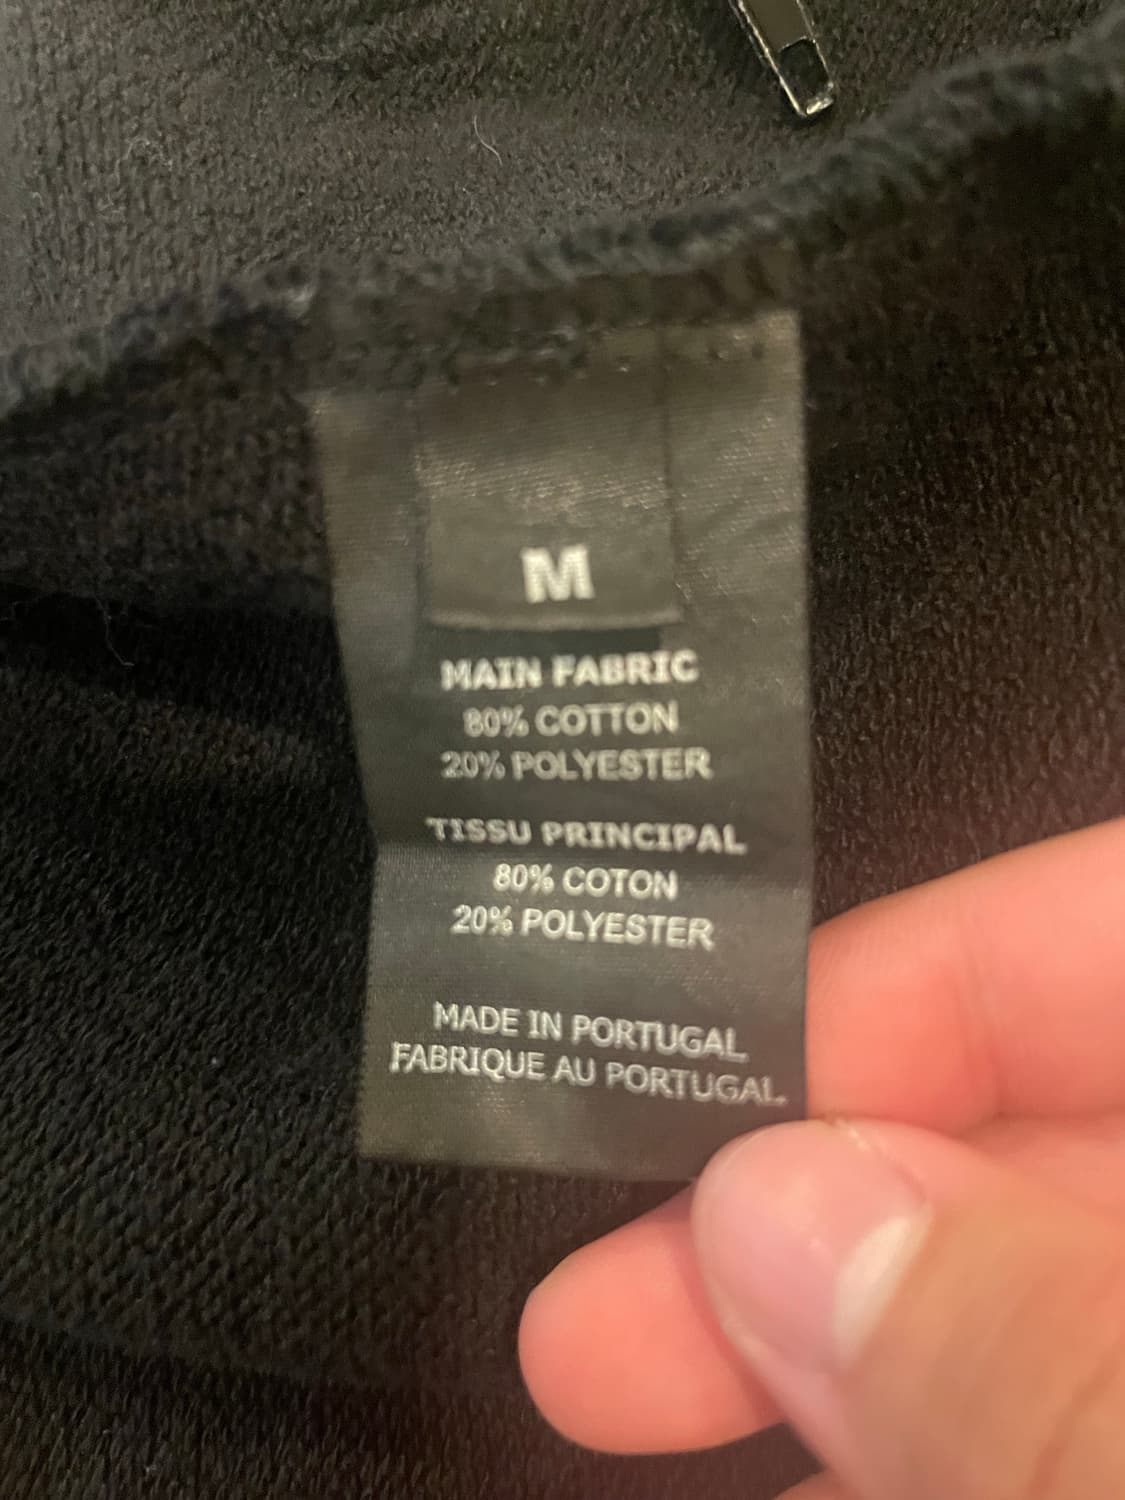 M
MAIN FABRIC
80% COTTON
20% POLYESTER
TISSU PRINCIPAL
80% COTON
20% POLYESTER
MADE IN PORTUGAL
FABRIQUE AU PORTUGAL